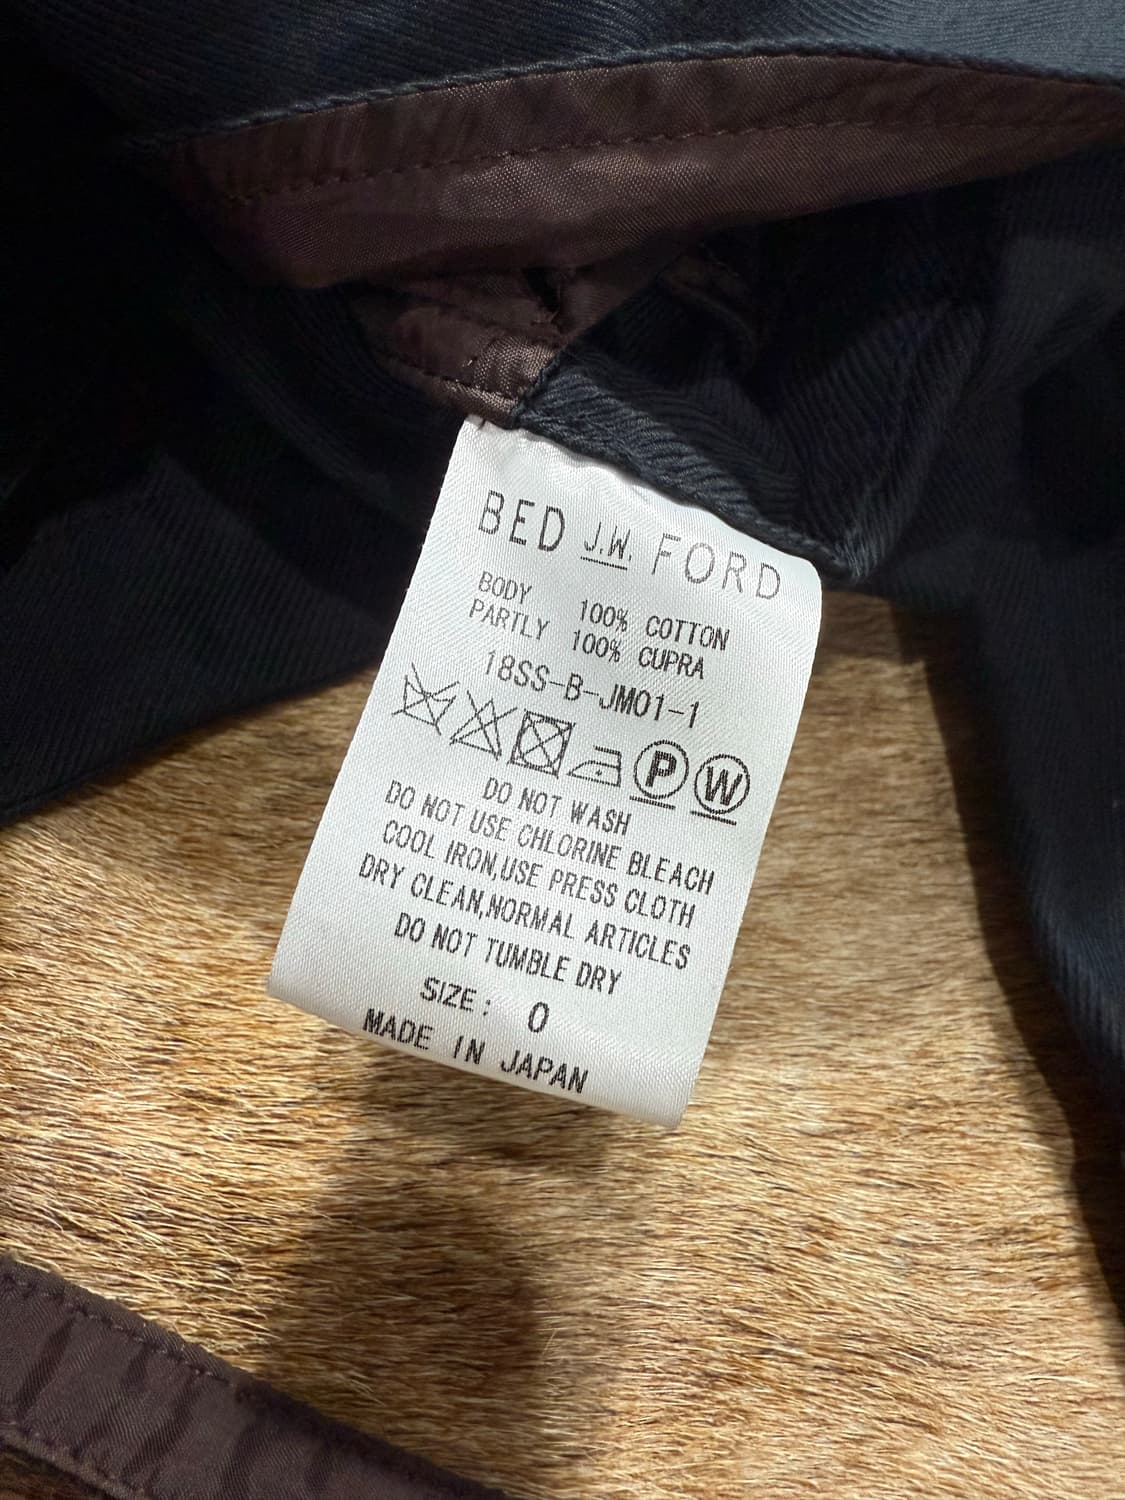 BED J.W. FORD
BODY 100% COTTON
PARTLY 100% CUPRA
18SS-B-JM01-1
P W
DO NOT WASH
DO NOT USE CHLORINE BLEACH
COOL IRON,USE PRESS CLOTH
DRY CLEAN,NORMAL ARTICLES
DO NOT TUMBLE DRY
SIZE: 0
MADE IN JAPAN